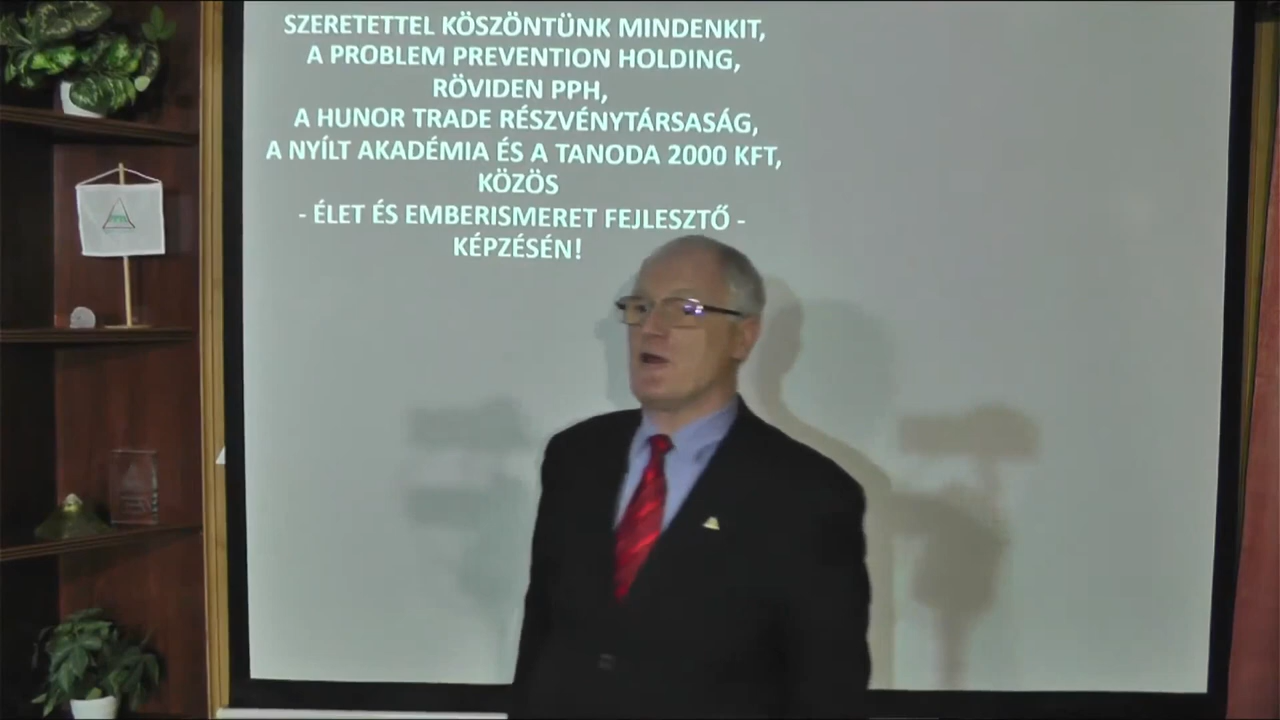 SZERETETTEL KÖSZÖNTÜNK MINDENKIT,
A PROBLEM PREVENTION HOLDING,
RÖVIDEN PPH,
A HUNOR TRADE RÉSZVÉNYTÁRSASÁG,
A NYÍLT AKADÉMIA ÉS A TANODA 2000 KFT,
KÖZÖS
- ÉLET ÉS EMBERISMERET FEJLESZTŐ -
KÉPZÉSÉN!